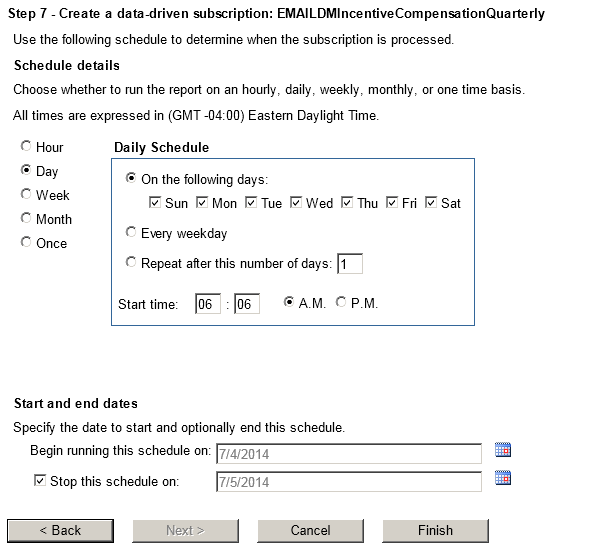 Step 7 - Create a data-driven subscription: EMAILDMIncentiveCompensationQuarterly
Use the following schedule to determine when the subscription is processed.
Schedule details
Choose whether to run the report on an hourly, daily, weekly, monthly, or one time basis.
All times are expressed in (GMT -04:00) Eastern Daylight Time.
Hour
Day
Week
Month
Once
Daily Schedule
On the following days:
Sun Mon Tue Wed Thu Fri Sat
Every weekday
Repeat after this number of days: 1
Start time: 06 : 06 A.M. P.M.
Start and end dates
Specify the date to start and optionally end this schedule.
Begin running this schedule on: 7/4/2014
Stop this schedule on: 7/5/2014
< Back Next > Cancel Finish